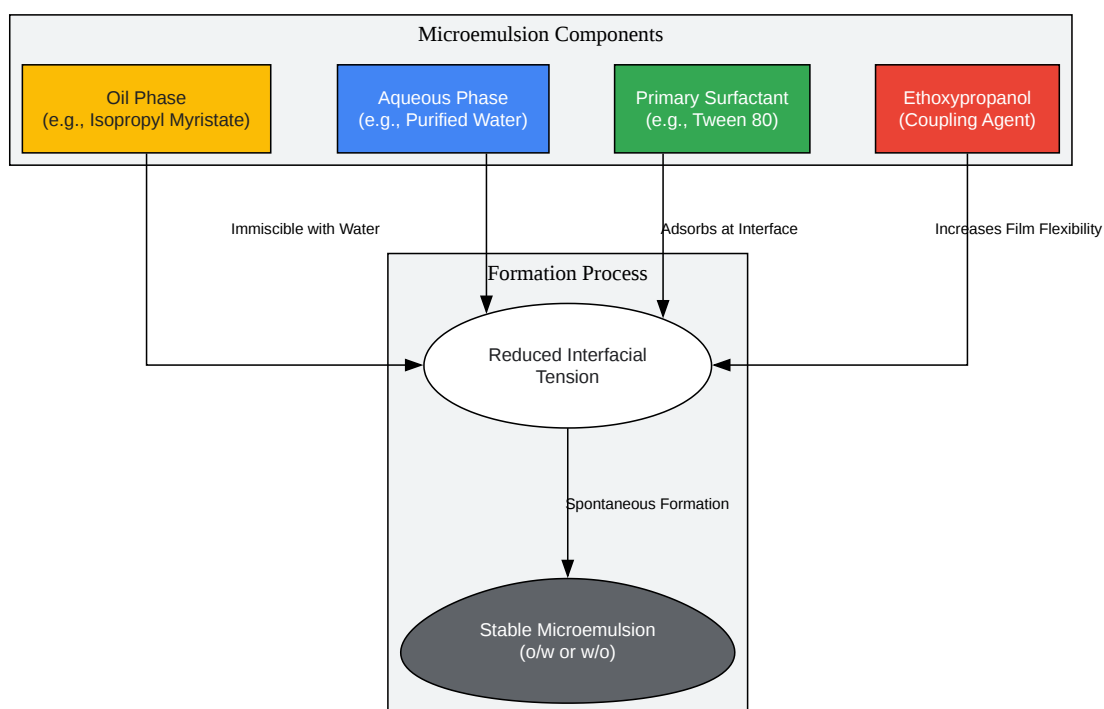 Microemulsion Components
Oil Phase
(e.g., Isopropyl Myristate)
Aqueous Phase
(e.g., Purified Water)
Primary Surfactant
(e.g., Tween 80)
Ethoxypropanol
(Coupling Agent)
Immiscible with Water
Adsorbs at Interface
Increases Film Flexibility
Formation Process
Reduced Interfacial
Tension
Spontaneous Formation
Stable Microemulsion
(o/w or w/o)